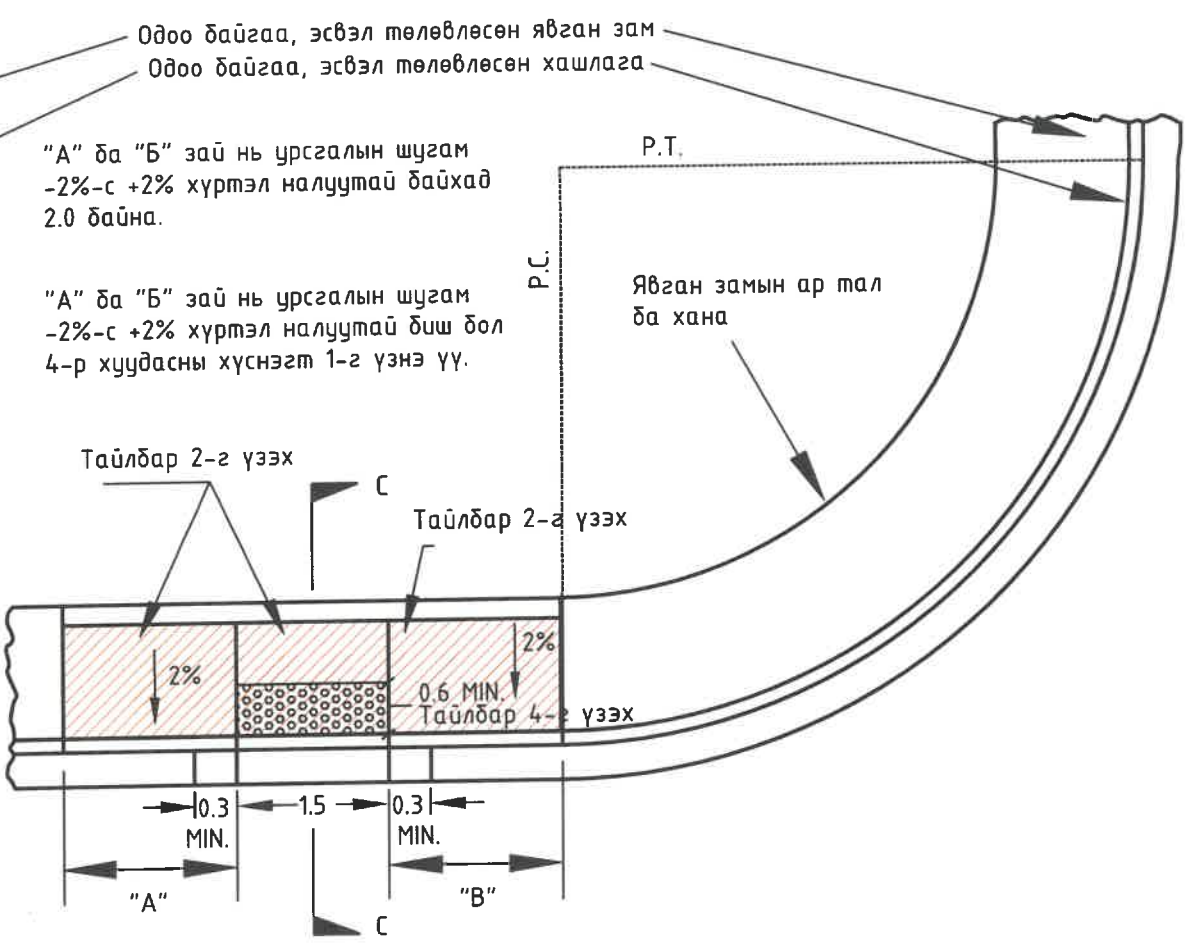 Одоо байгаа, эсвэл төлөвлөсөн явган зам
Одоо байгаа, эсвэл төлөвлөсөн хашлага
"А" ба "Б" зай нь урсгалын шугам
-2%-с +2% хүртэл налуутай байхад
2.0 байна.
P.T.
P.C.
"А" ба "Б" зай нь урсгалын шугам
-2%-с +2% хүртэл налуутай биш бол
4-р хуудасны хүснэгт 1-г үзнэ үү.
Явган замын ар тал
ба хана
Тайлбар 2-г үзэх
C
Тайлбар 2-г үзэх
2%
2%
0.6 MIN.
Тайлбар 4-г үзэх
0.3
MIN.
1.5
0.3
MIN.
"A"
"B"
C